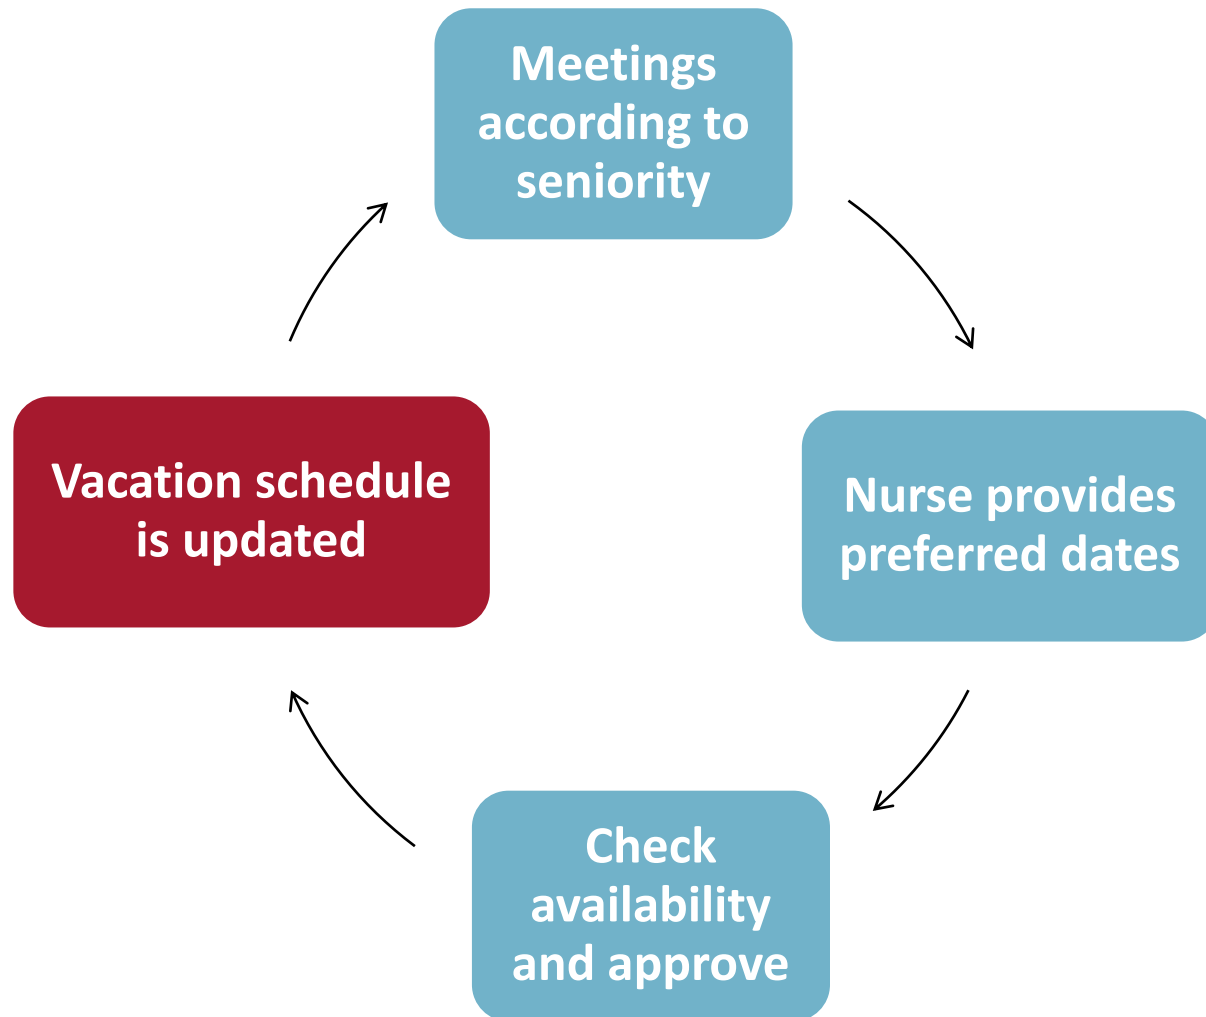 Meetings
according to
seniority
Nurse provides
preferred dates
Check
availability
and approve
Vacation schedule
is updated